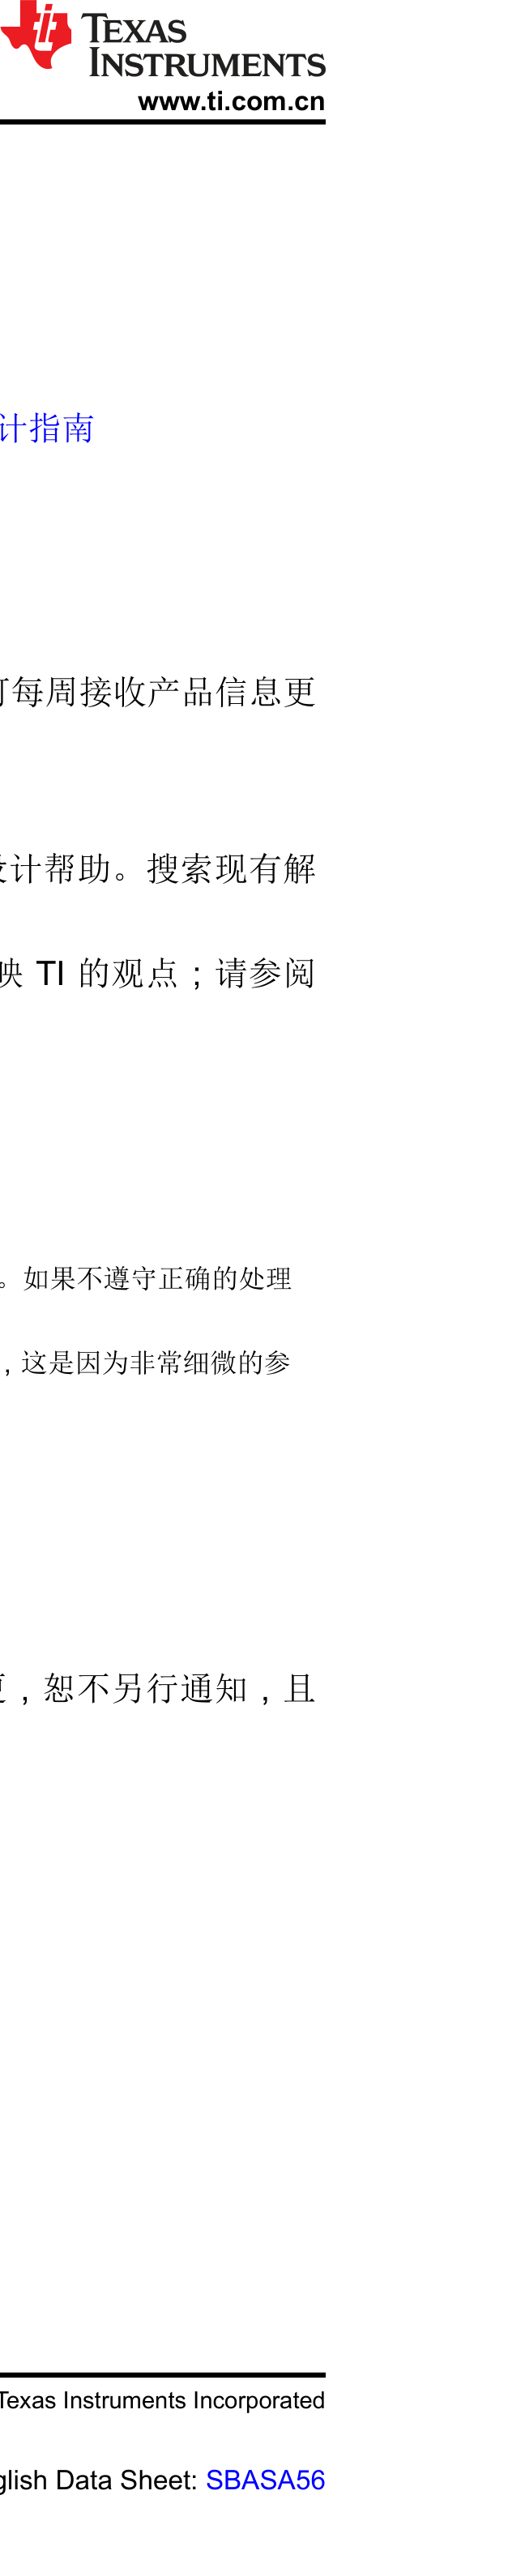 TEXAS
INSTRUMENTS
www.ti.com.cn
计指南
每周接收产品信息更
计帮助。搜索现有解
映 TI 的观点；请参阅
。如果不遵守正确的处理
，这是因为非常细微的参
，恕不另行通知，且
Texas Instruments Incorporated
glish Data Sheet: SBASA56